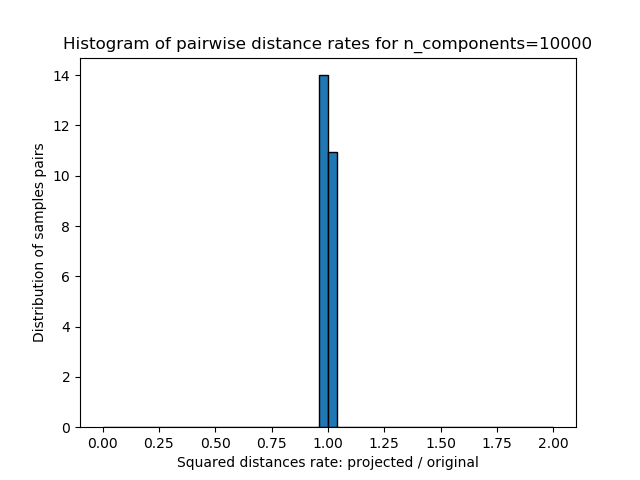 Histogram of pairwise distance rates for n_components=10000
14
12
10
8
6
4
2
0
Distribution of samples pairs
0.00 0.25 0.50 0.75 1.00 1.25 1.50 1.75 2.00
Squared distances rate: projected / original